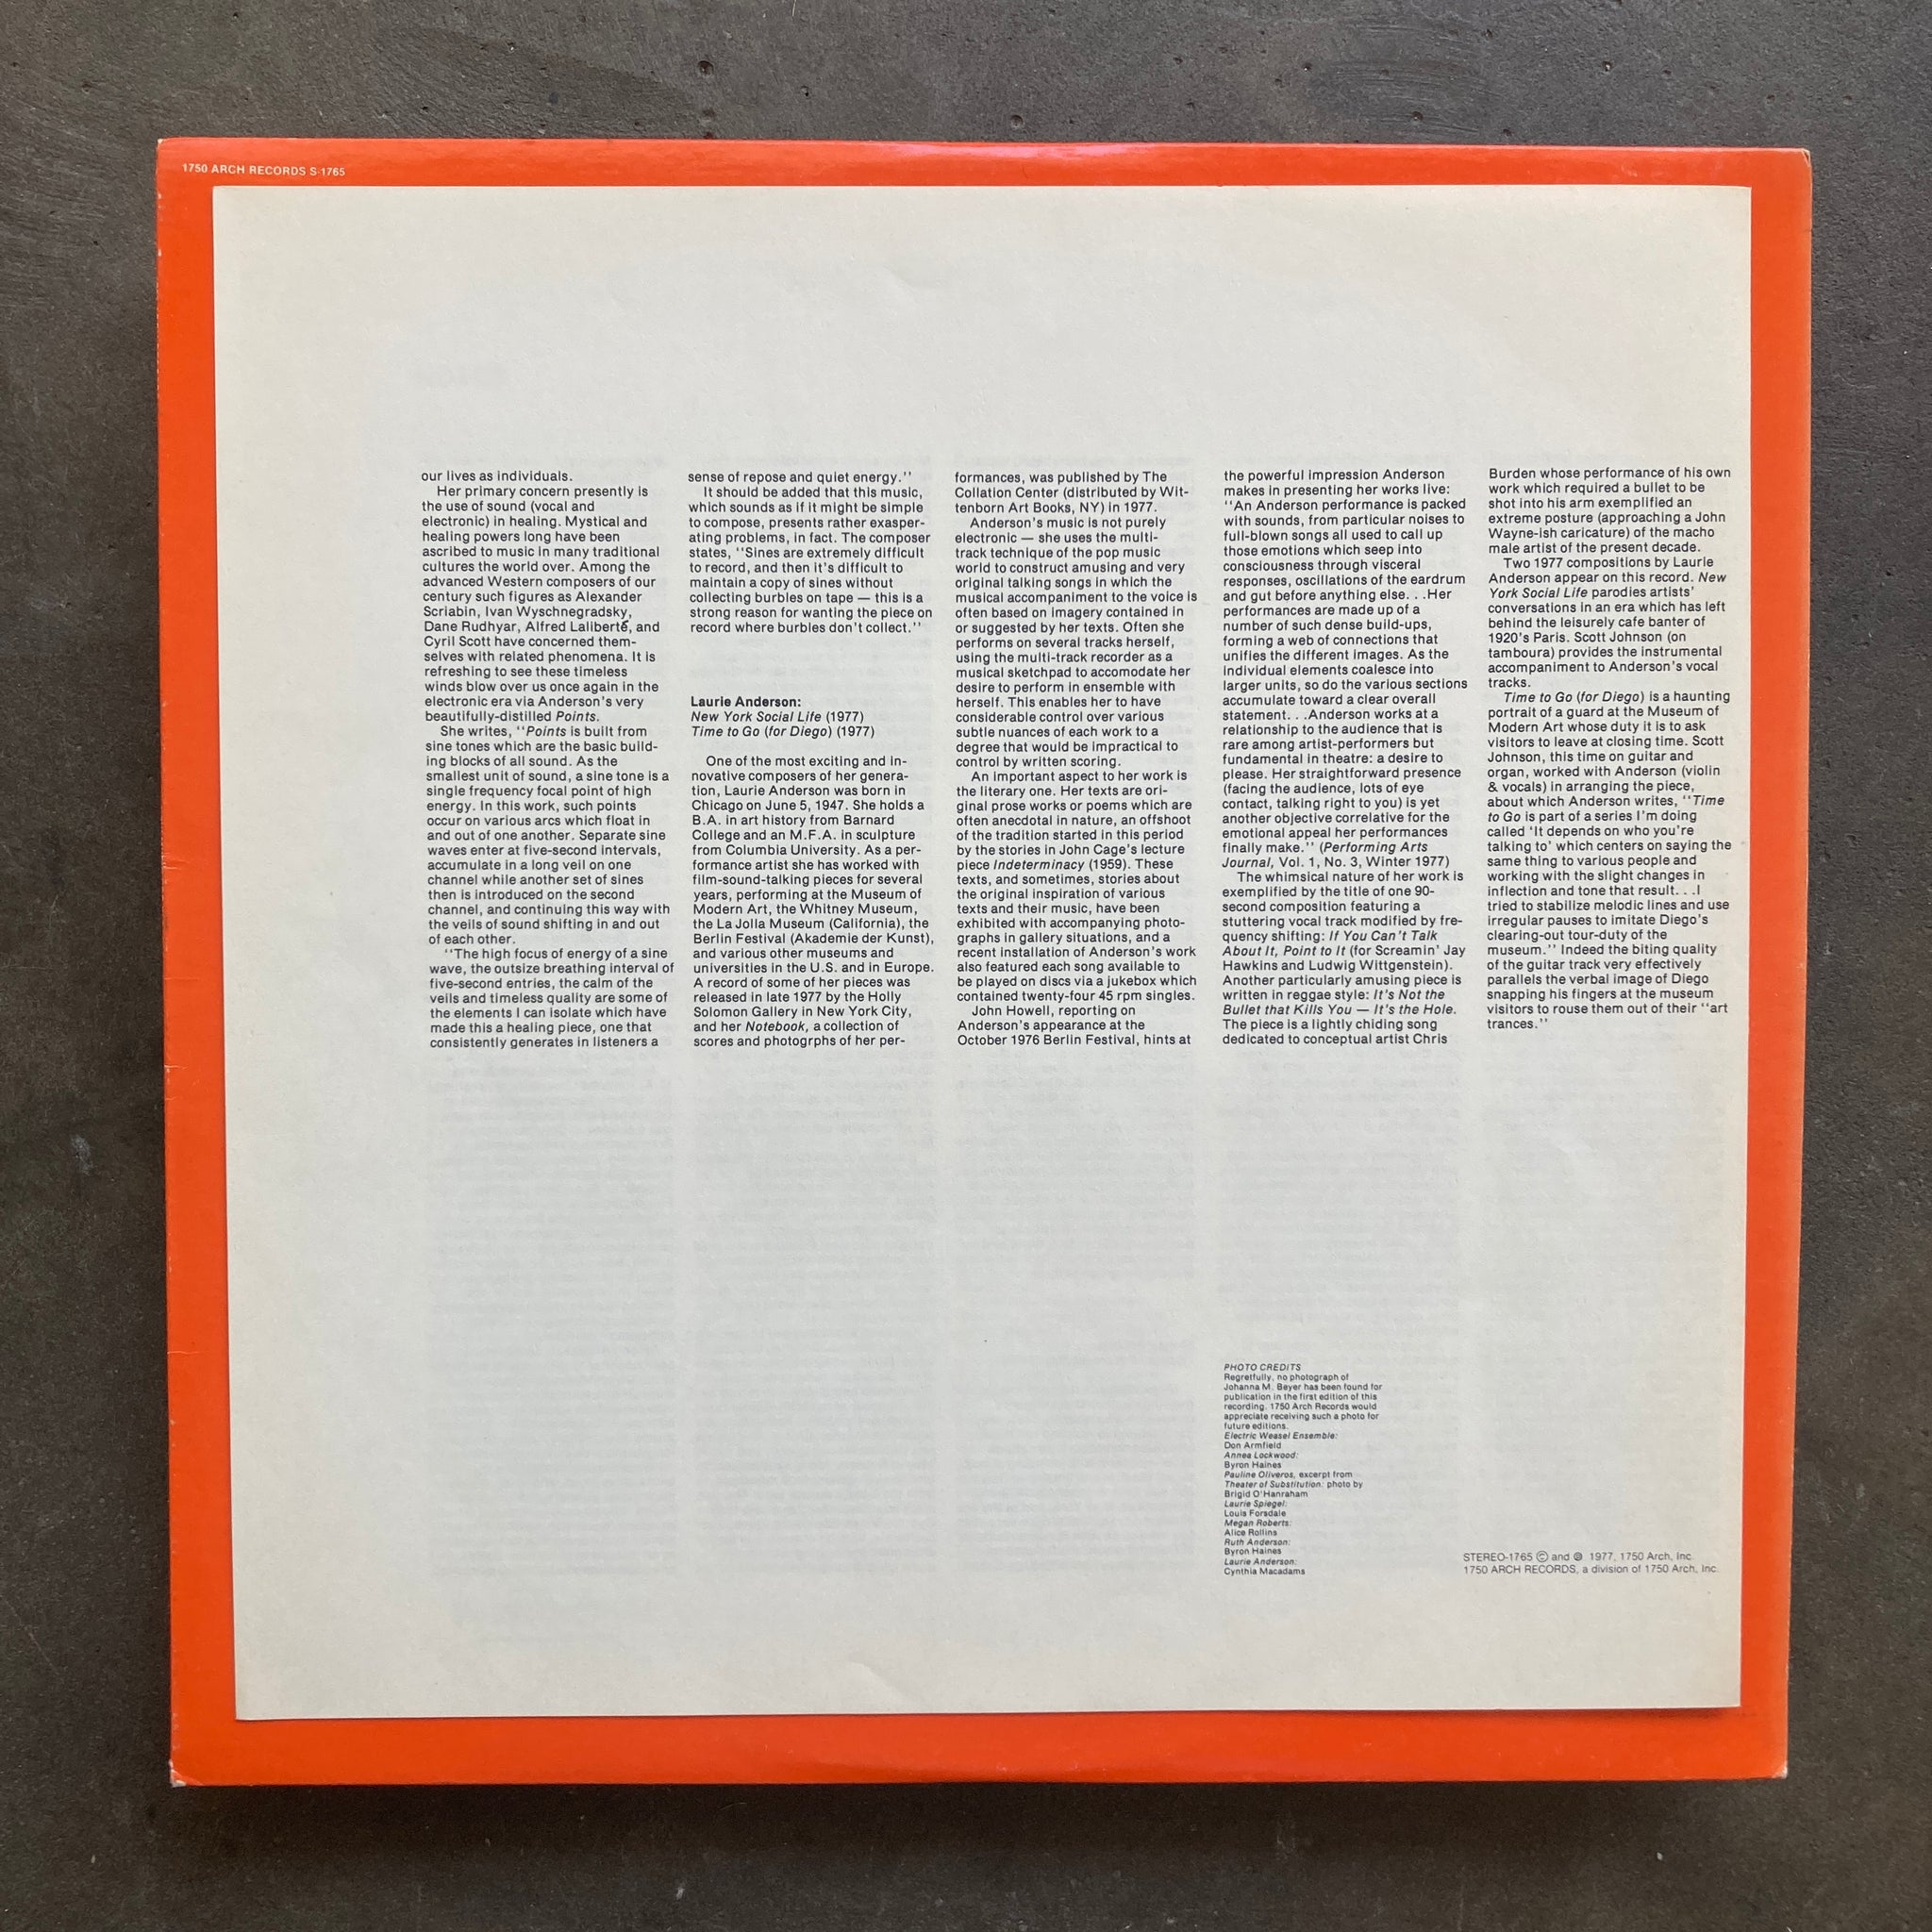 1750 ARCH RECORDS S-1765
our lives as individuals.
Her primary concern presently is
the use of sound (vocal and
electronic) in healing. Mystical and
healing powers long have been
ascribed to music in many traditional
cultures the world over. Among the
advanced Western composers of our
century such figures as Alexander
Scriabin, Ivan Wyschnegradsky,
Dane Rudhyar, Alfred Laliberté, and
Cyril Scott have concerned them-
selves with related phenomena. It is
refreshing to see these timeless
winds blow over us once again in the
electronic era via Anderson's very
beautifully-distilled Points.
She writes, ''Points is built from
sine tones which are the basic build-
ing blocks of all sound. As the
smallest unit of sound, a sine tone is a
single frequency focal point of high
energy. In this work, such points
occur on various arcs which float in
and out of one another. Separate sine
waves enter at five-second intervals,
accumulate in a long veil on one
channel while another set of sines
then is introduced on the second
channel, and continuing this way with
the veils of sound shifting in and out
of each other.
''The high focus of energy of a sine
wave, the outsize breathing interval of
five-second entries, the calm of the
veils and timeless quality are some of
the elements I can isolate which have
made this a healing piece, one that
consistently generates in listeners a
sense of repose and quiet energy.''
It should be added that this music,
which sounds as if it might be simple
to compose, presents rather exasper-
ating problems, in fact. The composer
states, ''Sines are extremely difficult
to record, and then it's difficult to
maintain a copy of sines without
collecting burbles on tape — this is a
strong reason for wanting the piece on
record where burbles don't collect.''
Laurie Anderson:
New York Social Life (1977)
Time to Go (for Diego) (1977)
One of the most exciting and in-
novative composers of her genera-
tion, Laurie Anderson was born in
Chicago on June 5, 1947. She holds a
B.A. in art history from Barnard
College and an M.F.A. in sculpture
from Columbia University. As a per-
formance artist she has worked with
film-sound-talking pieces for several
years, performing at the Museum of
Modern Art, the Whitney Museum,
the La Jolla Museum (California), the
Berlin Festival (Akademie der Kunst),
and various other museums and
universities in the U.S. and in Europe.
A record of some of her pieces was
released in late 1977 by the Holly
Solomon Gallery in New York City,
and her Notebook, a collection of
scores and photogrphs of her per-
formances, was published by The
Collation Center (distributed by Wit-
tenborn Art Books, NY) in 1977.
Anderson's music is not purely
electronic — she uses the multi-
track technique of the pop music
world to construct amusing and very
original talking songs in which the
musical accompaniment to the voice is
often based on imagery contained in
or suggested by her texts. Often she
performs on several tracks herself,
using the multi-track recorder as a
musical sketchpad to accomodate her
desire to perform in ensemble with
herself. This enables her to have
considerable control over various
subtle nuances of each work to a
degree that would be impractical to
control by written scoring.
An important aspect to her work is
the literary one. Her texts are ori-
ginal prose works or poems which are
often anecdotal in nature, an offshoot
of the tradition started in this period
by the stories in John Cage's lecture
piece Indeterminacy (1959). These
texts, and sometimes, stories about
the original inspiration of various
texts and their music, have been
exhibited with accompanying photo-
graphs in gallery situations, and a
recent installation of Anderson's work
also featured each song available to
be played on discs via a jukebox which
contained twenty-four 45 rpm singles.
John Howell, reporting on
Anderson's appearance at the
October 1976 Berlin Festival, hints at
the powerful impression Anderson
makes in presenting her works live:
''An Anderson performance is packed
with sounds, from particular noises to
full-blown songs all used to call up
those emotions which seep into
consciousness through visceral
responses, oscillations of the eardrum
and gut before anything else. . .Her
performances are made up of a
number of such dense build-ups,
forming a web of connections that
unifies the different images. As the
individual elements coalesce into
larger units, so do the various sections
accumulate toward a clear overall
statement. . .Anderson works at a
relationship to the audience that is
rare among artist-performers but
fundamental in theatre: a desire to
please. Her straightforward presence
(facing the audience, lots of eye
contact, talking right to you) is yet
another objective correlative for the
emotional appeal her performances
finally make.'' (Performing Arts
Journal, Vol. 1, No. 3, Winter 1977)
The whimsical nature of her work is
exemplified by the title of one 90-
second composition featuring a
stuttering vocal track modified by fre-
quency shifting: If You Can't Talk
About It, Point to It (for Screamin' Jay
Hawkins and Ludwig Wittgenstein).
Another particularly amusing piece is
written in reggae style: It's Not the
Bullet that Kills You — It's the Hole.
The piece is a lightly chiding song
dedicated to conceptual artist Chris
Burden whose performance of his own
work which required a bullet to be
shot into his arm exemplified an
extreme posture (approaching a John
Wayne-ish caricature) of the macho
male artist of the present decade.
Two 1977 compositions by Laurie
Anderson appear on this record. New
York Social Life parodies artists'
conversations in an era which has left
behind the leisurely cafe banter of
1920's Paris. Scott Johnson (on
tamboura) provides the instrumental
accompaniment to Anderson's vocal
tracks.
Time to Go (for Diego) is a haunting
portrait of a guard at the Museum of
Modern Art whose duty it is to ask
visitors to leave at closing time. Scott
Johnson, this time on guitar and
organ, worked with Anderson (violin
& vocals) in arranging the piece,
about which Anderson writes, ''Time
to Go is part of a series I'm doing
called 'It depends on who you're
talking to' which centers on saying the
same thing to various people and
working with the slight changes in
inflection and tone that result. . .I
tried to stabilize melodic lines and use
irregular pauses to imitate Diego's
clearing-out tour-duty of the
museum.'' Indeed the biting quality
of the guitar track very effectively
parallels the verbal image of Diego
snapping his fingers at the museum
visitors to rouse them out of their ''art
trances.''
PHOTO CREDITS
Regretfully, no photograph of
Johanna M. Beyer has been found for
publication in the first edition of this
recording. 1750 Arch Records would
appreciate receiving such a photo for
future editions.
Electric Weasel Ensemble:
Don Armfield
Annea Lockwood:
Byron Haines
Pauline Oliveros, excerpt from
Theater of Substitution: photo by
Brigid O'Hanraham
Laurie Spiegel:
Louis Forsdale
Megan Roberts:
Alice Rollins
Ruth Anderson:
Byron Haines
Laurie Anderson:
Cynthia Macadams
STEREO-1765 © and ℗ 1977, 1750 Arch, Inc.
1750 ARCH RECORDS, a division of 1750 Arch, Inc.